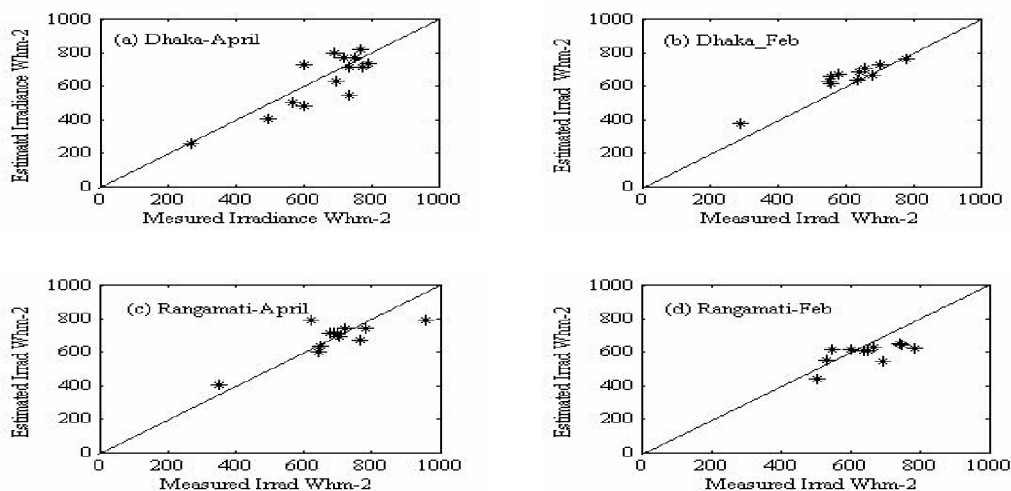 (a) Dhaka-April
Estimatd Irradiance Whm-2
1000
800
600
400
200
0
0 200 400 600 800 1000
Mesured Irradiance Whm-2
(b) Dhaka_Feb
Estimated Irrad Whm-2
1000
800
600
400
200
0
0 200 400 600 800 1000
Measured Irrad Whm-2
(c) Rangamati-April
Estimated Irrad Whm-2
1000
800
600
400
200
0
0 200 400 600 800 1000
Measured Irrad Whm-2
(d) Rangamati-Feb
Estimated Irrad Whm-2
1000
800
600
400
200
0
0 200 400 600 800 1000
Measured Irrad Whm-2